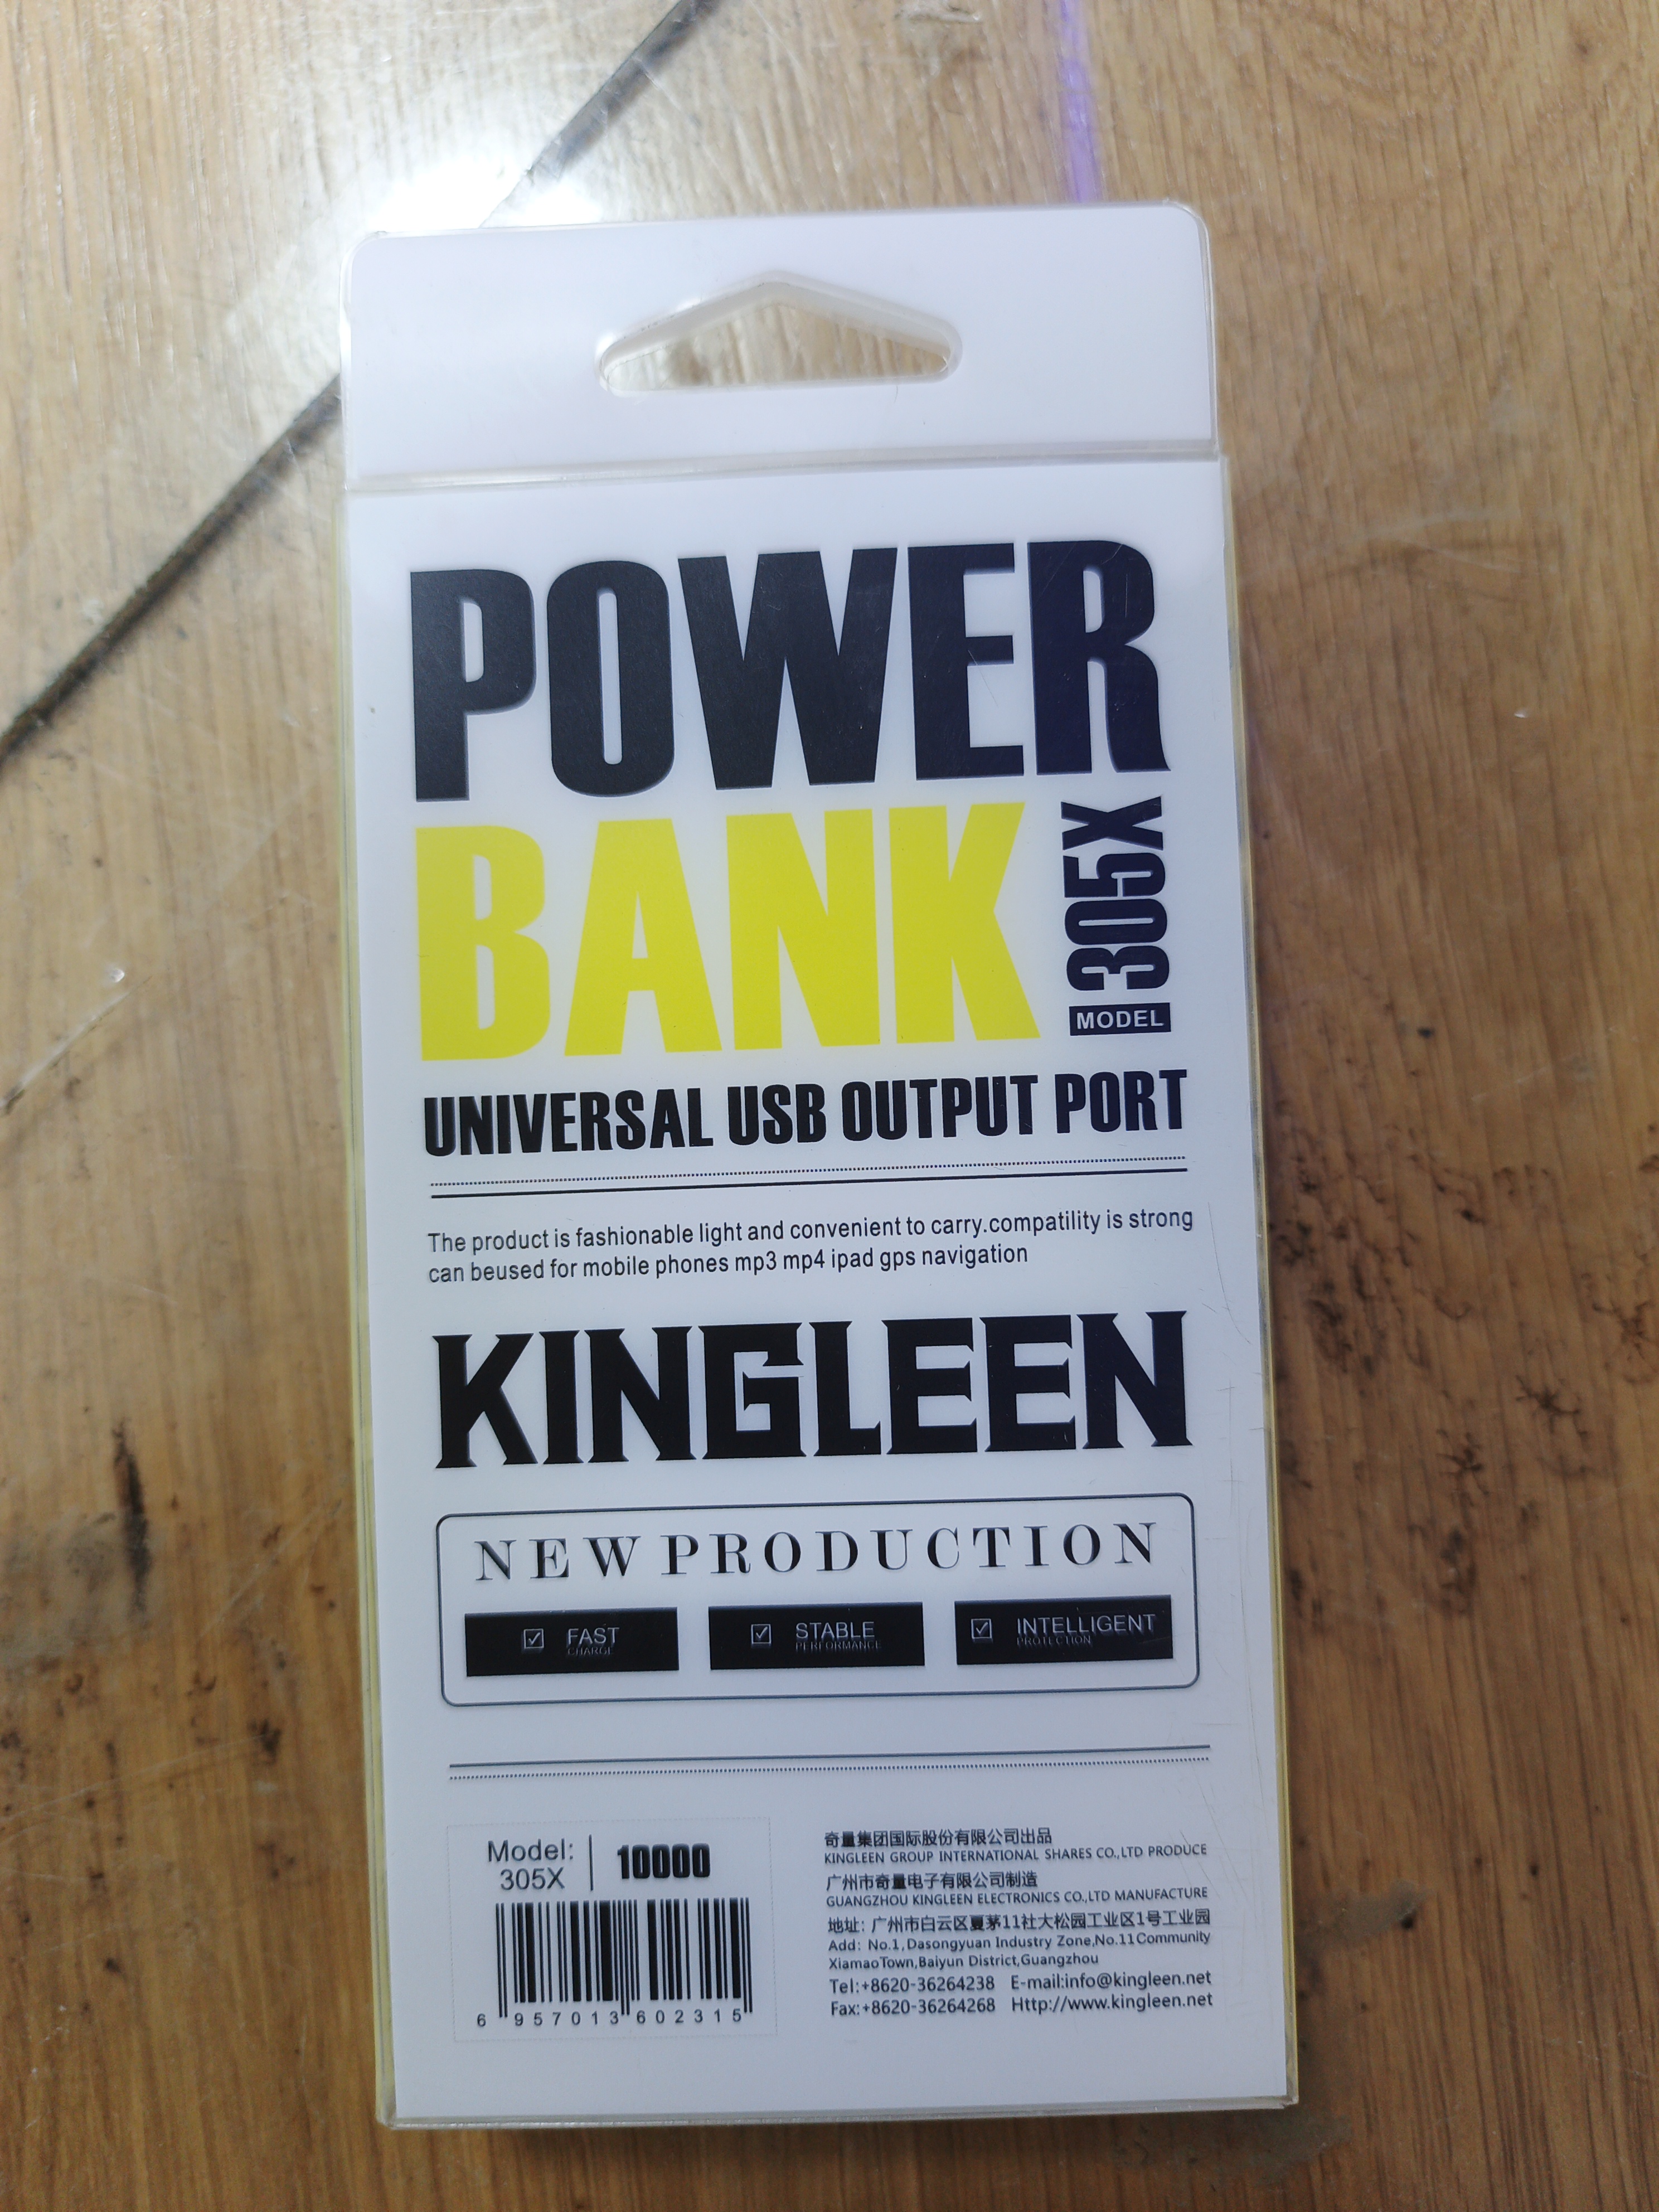 POWER
BANK
MODEL 305X
UNIVERSAL USB OUTPUT PORT
The product is fashionable light and convenient to carry.compatility is strong
can beused for mobile phones mp3 mp4 ipad gps navigation
KINGLEEN
NEW PRODUCTION
FAST
CHARGE
STABLE
PERFORMANCE
INTELLIGENT
PROTECTION
Model:
305X
10000
6 957013 602315
奇量集团国际股份有限公司出品
KINGLEEN GROUP INTERNATIONAL SHARES CO.,LTD PRODUCE
广州市奇量电子有限公司制造
GUANGZHOU KINGLEEN ELECTRONICS CO.,LTD MANUFACTURE
地址: 广州市白云区夏茅11社大松园工业区1号工业园
Add: No.1,Dasongyuan Industry Zone,No.11Community
XiamaoTown,Baiyun District,Guangzhou
Tel:+8620-36264238 E-mail:info@kingleen.net
Fax:+8620-36264268 Http://www.kingleen.net